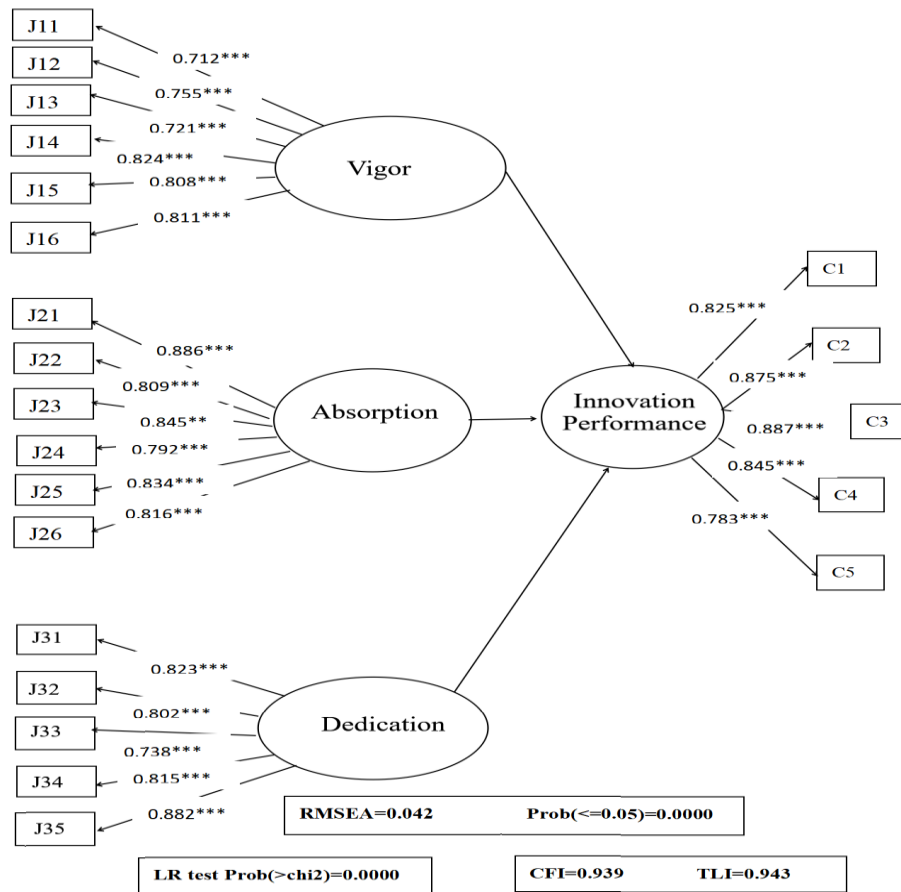 J11
0.712***
J12
0.755***
J13
0.721***
J14
0.824***
J15
0.808***
J16
0.811***
Vigor
J21
0.886***
J22
0.809***
J23
0.845**
J24
0.792***
J25
0.834***
J26
0.816***
Absorption
J31
0.823***
J32
0.802***
J33
0.738***
J34
0.815***
J35
0.882***
Dedication
Innovation
Performance
C1
0.825***
C2
0.875***
C3
0.887***
C4
0.845***
C5
0.783***
RMSEA=0.042 Prob(<=0.05)=0.0000
LR test Prob(>chi2)=0.0000
CFI=0.939 TLI=0.943